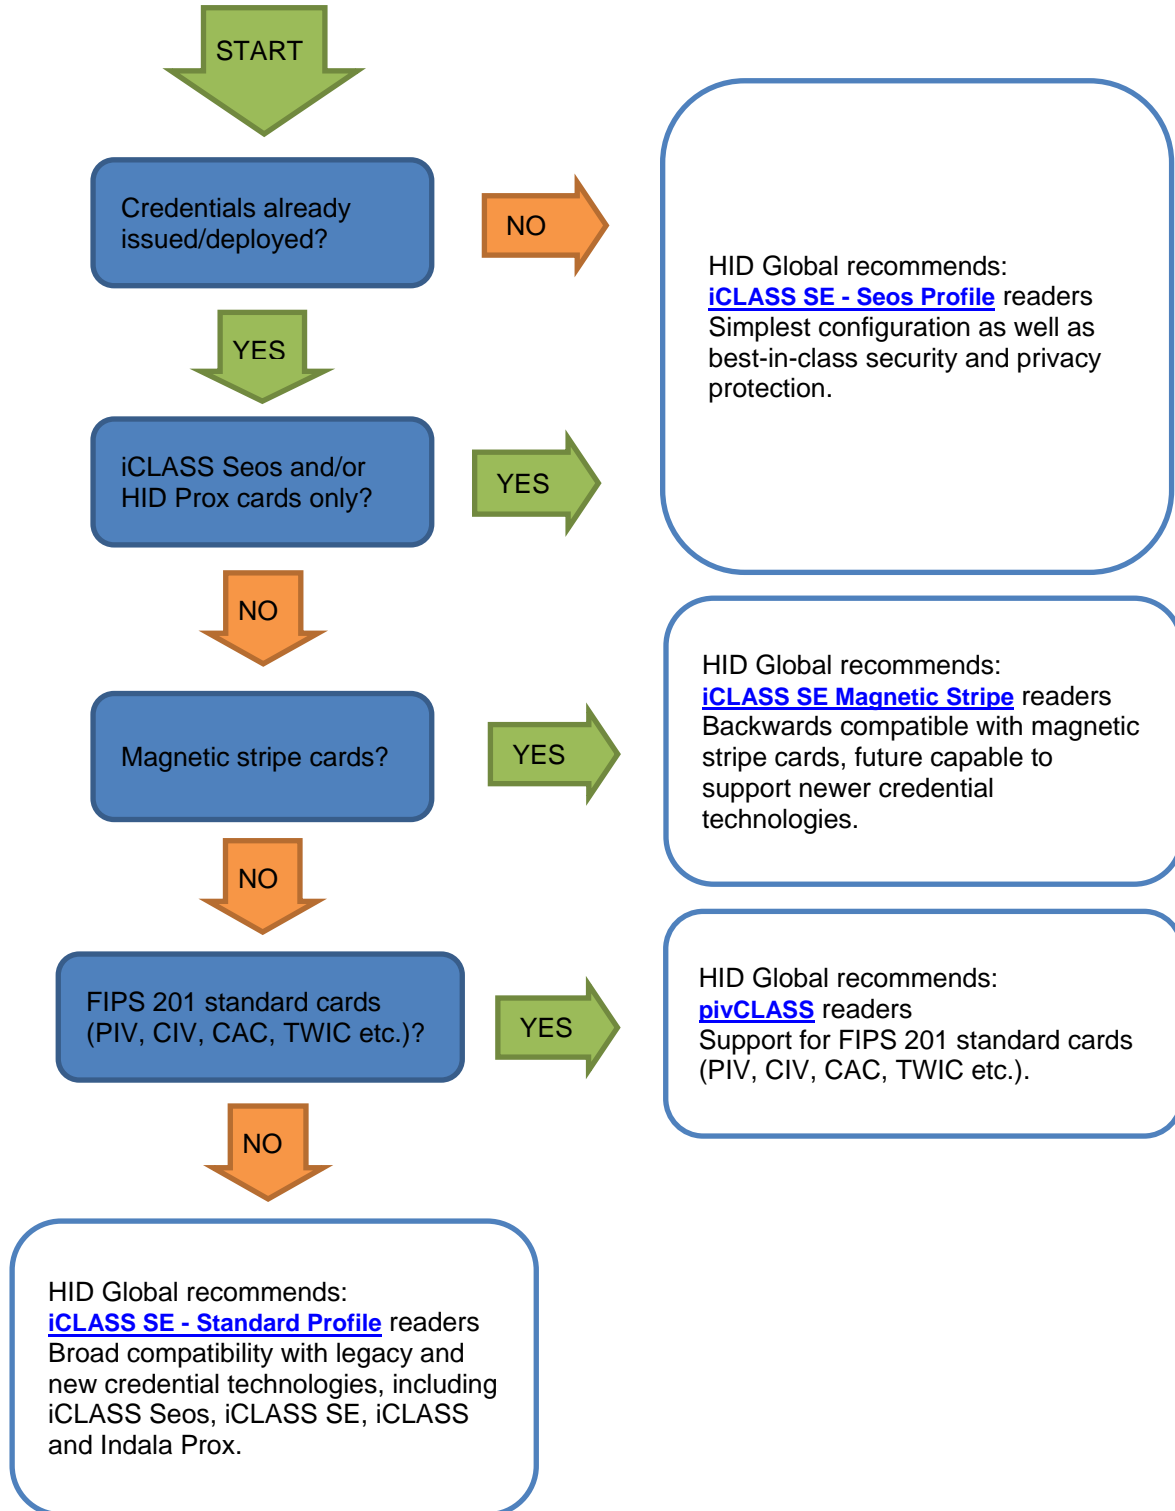 START
Credentials already
issued/deployed?
NO
HID Global recommends:
iCLASS SE - Seos Profile readers
Simplest configuration as well as
best-in-class security and privacy
protection.
YES
iCLASS Seos and/or
HID Prox cards only?
YES
NO
Magnetic stripe cards?
YES
HID Global recommends:
iCLASS SE Magnetic Stripe readers
Backwards compatible with magnetic
stripe cards, future capable to
support newer credential
technologies.
NO
FIPS 201 standard cards
(PIV, CIV, CAC, TWIC etc.)?
YES
HID Global recommends:
pivCLASS readers
Support for FIPS 201 standard cards
(PIV, CIV, CAC, TWIC etc.).
NO
HID Global recommends:
iCLASS SE - Standard Profile readers
Broad compatibility with legacy and
new credential technologies, including
iCLASS Seos, iCLASS SE, iCLASS
and Indala Prox.